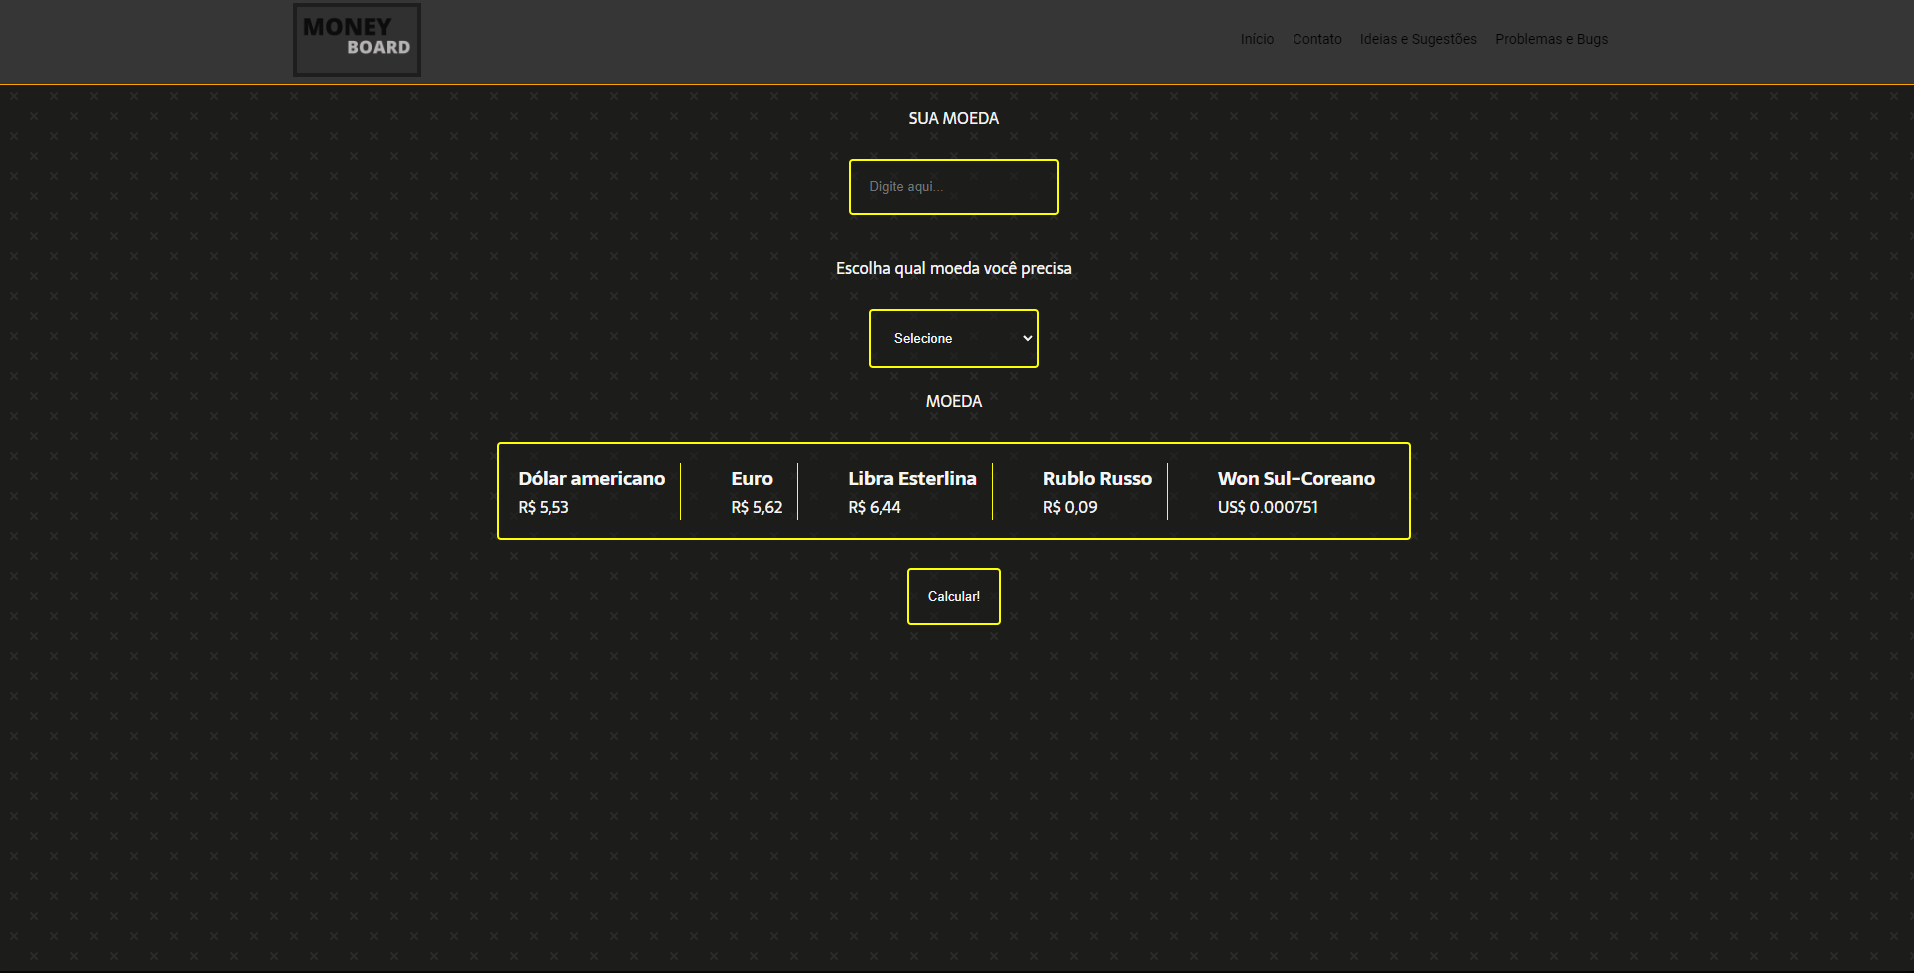 MONEY
BOARD
Início Contato Ideias e Sugestões Problemas e Bugs
SUA MOEDA
Digite aqui...
Escolha qual moeda você precisa
Selecione
MOEDA
Dólar americano Euro Libra Esterlina Rublo Russo Won Sul-Coreano
R$ 5,53 R$ 5,62 R$ 6,44 R$ 0,09 US$ 0.000751
Calcular!